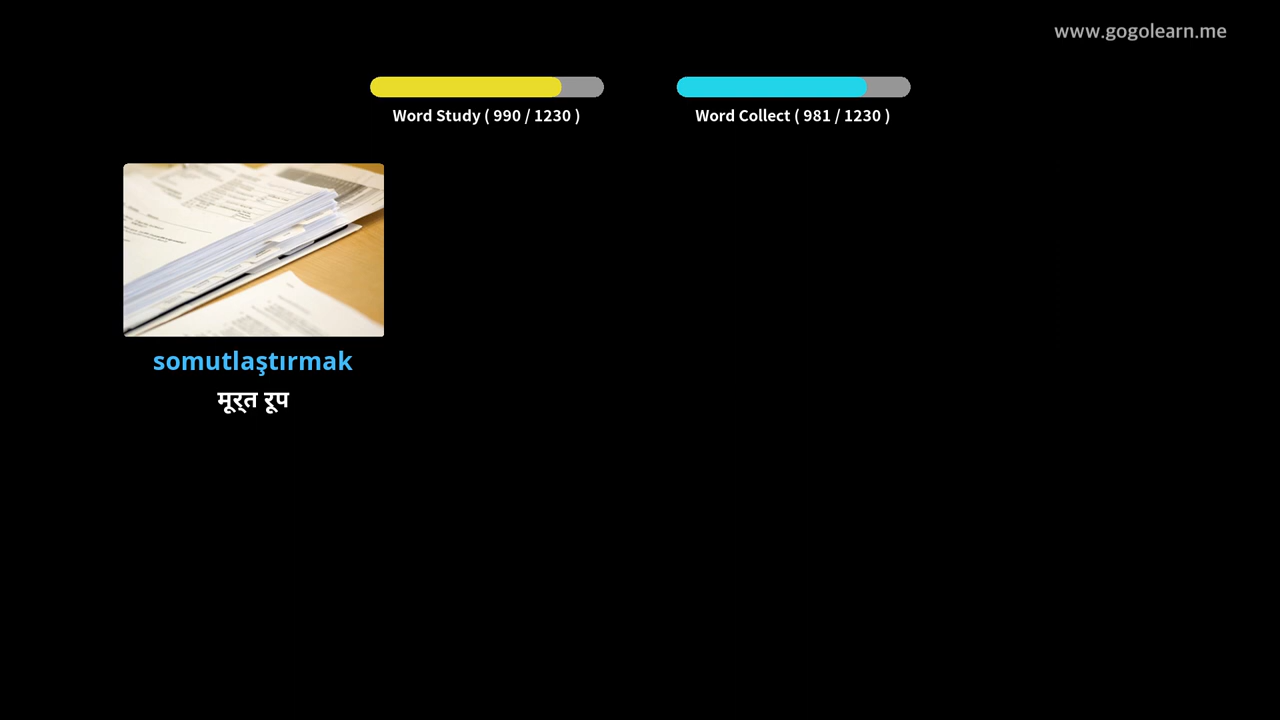 www.gogolearn.me
Word Study ( 990 / 1230 )
Word Collect ( 981 / 1230 )
somutlaştırmak
मूर्त रूप